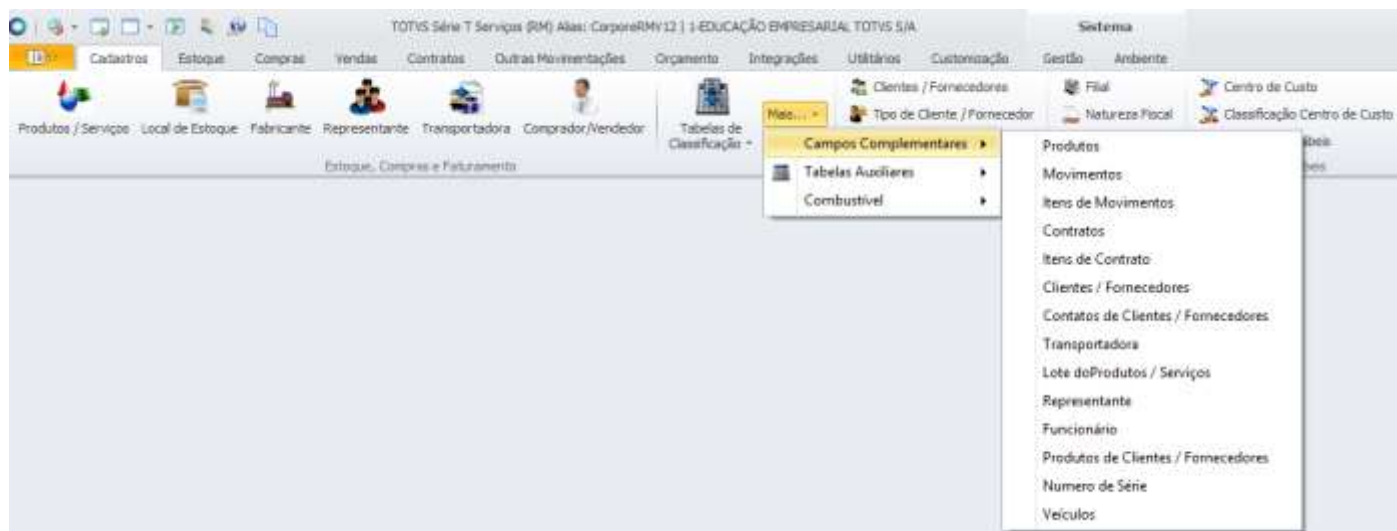 TOTVS Série T Serviços (RM) Alias: CorporeRMV12 | 1-EDUCAÇÃO EMPRESARIAL TOTVS S/A
Sistema
Cadastros Estoque Compras Vendas Contratos Outras Movimentações Orçamento Integrações Utilitários Customização Gestão Ambiente
Clientes / Fornecedores Filial Centro de Custo
Mais...
Produtos / Serviços Local de Estoque Fabricante Representante Transportadora Comprador/Vendedor Tabelas de Classificação Tipo de Cliente / Fornecedor Natureza Fiscal Classificação Centro de Custo
Estoque, Compras e Faturamento
Campos Complementares
Tabelas Auxiliares
Combustível
Produtos
Movimentos
Itens de Movimentos
Contratos
Itens de Contrato
Clientes / Fornecedores
Contatos de Clientes / Fornecedores
Transportadora
Lote doProdutos / Serviços
Representante
Funcionário
Produtos de Clientes / Fornecedores
Numero de Série
Veículos